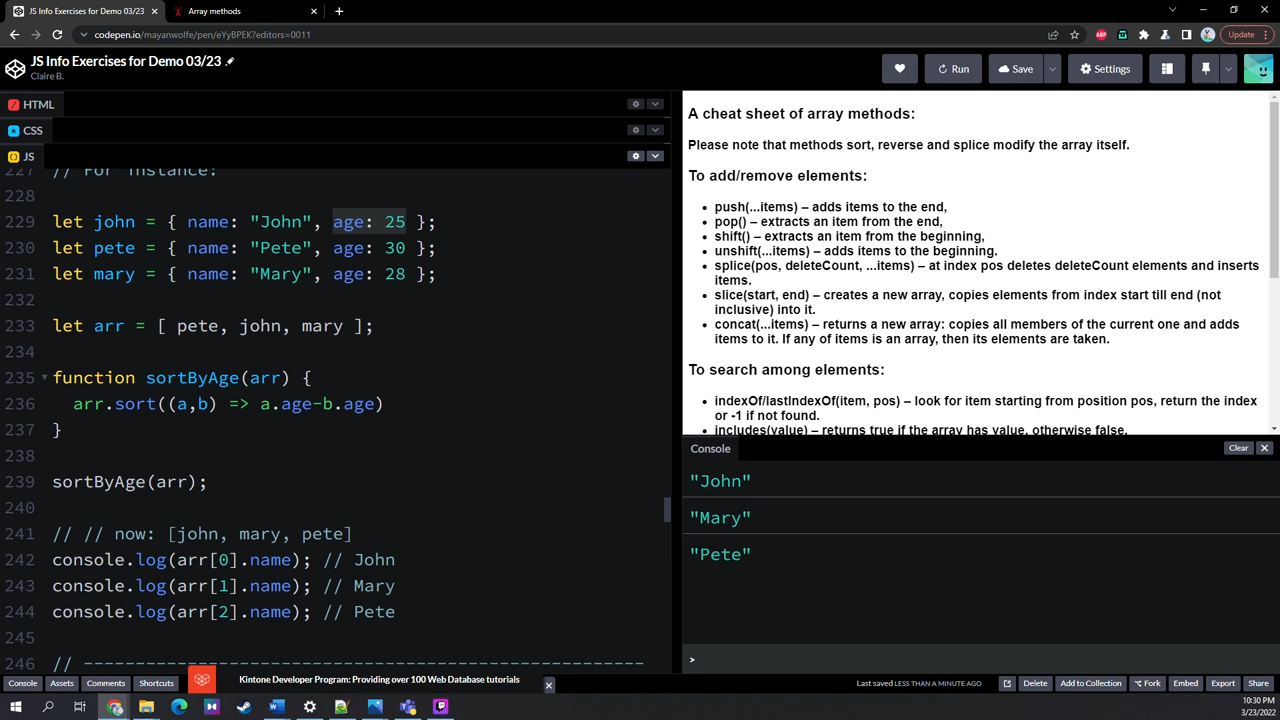 JS Info Exercises for Demo 03/23
Array methods
codepen.io/mayanwolfe/pen/eYyBPEK?editors=0011
Update
JS Info Exercises for Demo 03/23
Claire B.
Run
Save
Settings
HTML
CSS
JS
227 // For instance:
228
229 let john = { name: "John", age: 25 };
230 let pete = { name: "Pete", age: 30 };
231 let mary = { name: "Mary", age: 28 };
232
233 let arr = [ pete, john, mary ];
234
235 function sortByAge(arr) {
236 arr.sort((a,b) => a.age-b.age)
237 }
238
239 sortByAge(arr);
240
241 // // now: [john, mary, pete]
242 console.log(arr[0].name); // John
243 console.log(arr[1].name); // Mary
244 console.log(arr[2].name); // Pete
245
246 // ------------------------------------------------------
A cheat sheet of array methods:
Please note that methods sort, reverse and splice modify the array itself.
To add/remove elements:
• push(...items) – adds items to the end,
• pop() – extracts an item from the end,
• shift() – extracts an item from the beginning,
• unshift(...items) – adds items to the beginning.
• splice(pos, deleteCount, ...items) – at index pos deletes deleteCount elements and inserts
items.
• slice(start, end) – creates a new array, copies elements from index start till end (not
inclusive) into it.
• concat(...items) – returns a new array: copies all members of the current one and adds
items to it. If any of items is an array, then its elements are taken.
To search among elements:
• indexOf/lastIndexOf(item, pos) – look for item starting from position pos, return the index
or -1 if not found.
• includes(value) – returns true if the array has value, otherwise false.
Console
Clear
"John"
"Mary"
"Pete"
>
Console
Assets
Comments
Shortcuts
Kintone Developer Program: Providing over 100 Web Database tutorials
Last saved LESS THAN A MINUTE AGO
Delete
Add to Collection
Fork
Embed
Export
Share
10:30 PM
3/23/2022